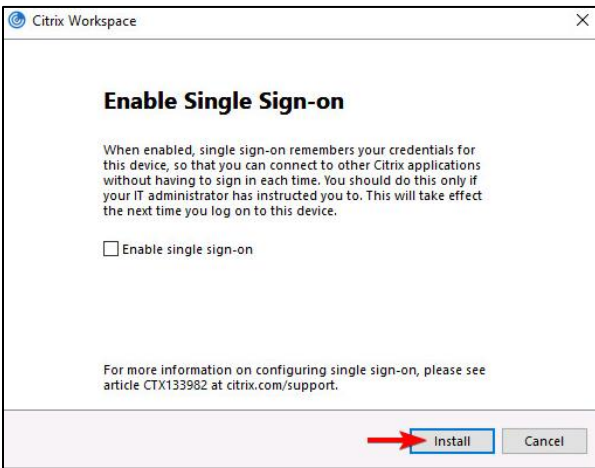 Citrix Workspace
Enable Single Sign-on
When enabled, single sign-on remembers your credentials for
this device, so that you can connect to other Citrix applications
without having to sign in each time. You should do this only if
your IT administrator has instructed you to. This will take effect
the next time you log on to this device.
Enable single sign-on
For more information on configuring single sign-on, please see
article CTX133982 at citrix.com/support.
Install Cancel